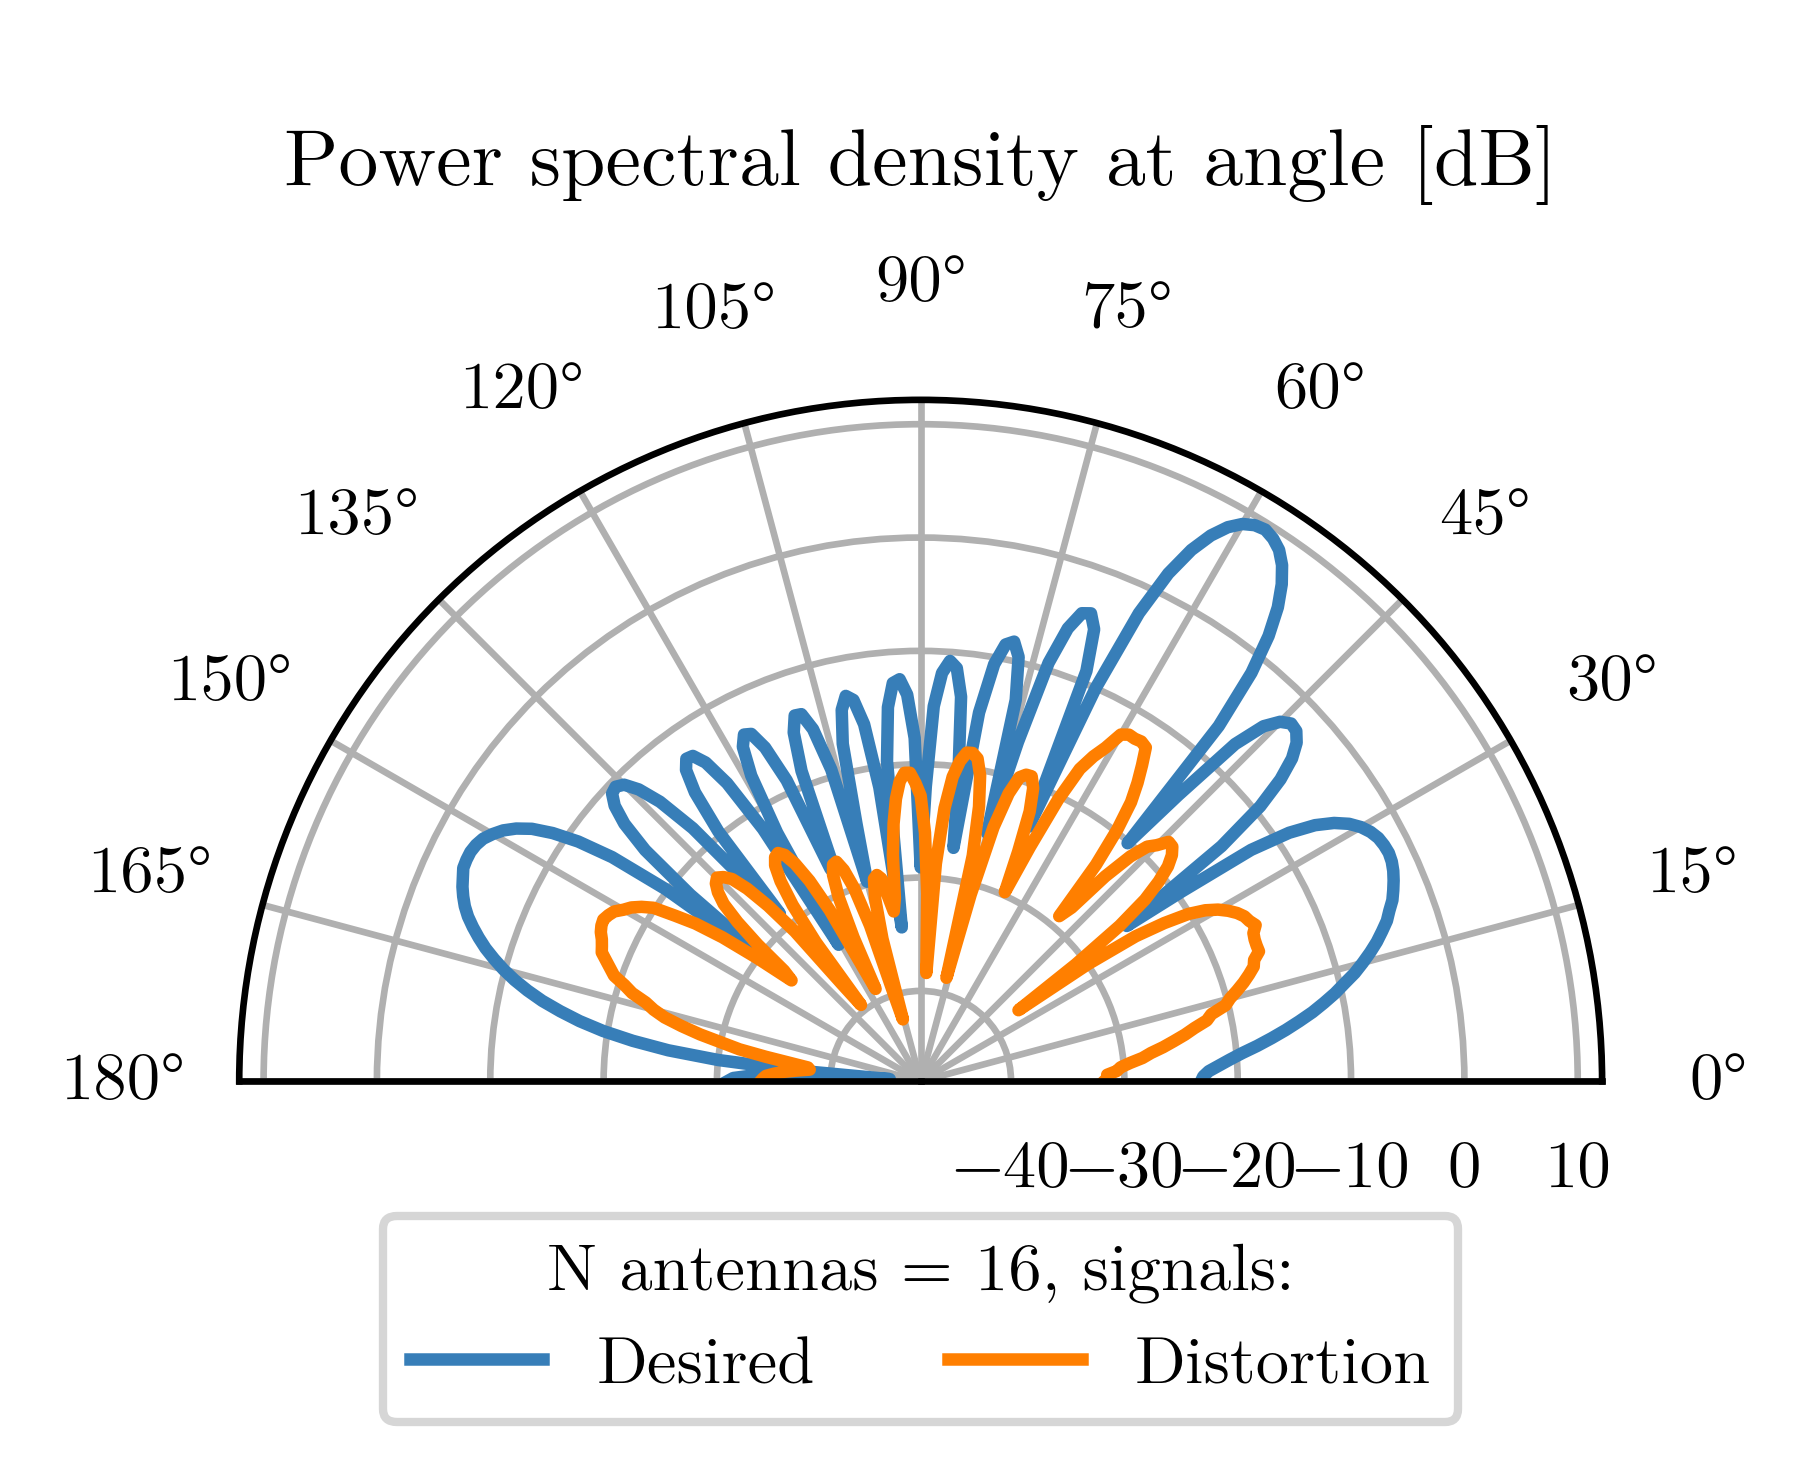 Power spectral density at angle [dB]
90°
105° 75°
120° 60°
135° 45°
150° 30°
165° 15°
180° 0°
−40 −30 −20 −10 0 10
N antennas = 16, signals:
Desired Distortion